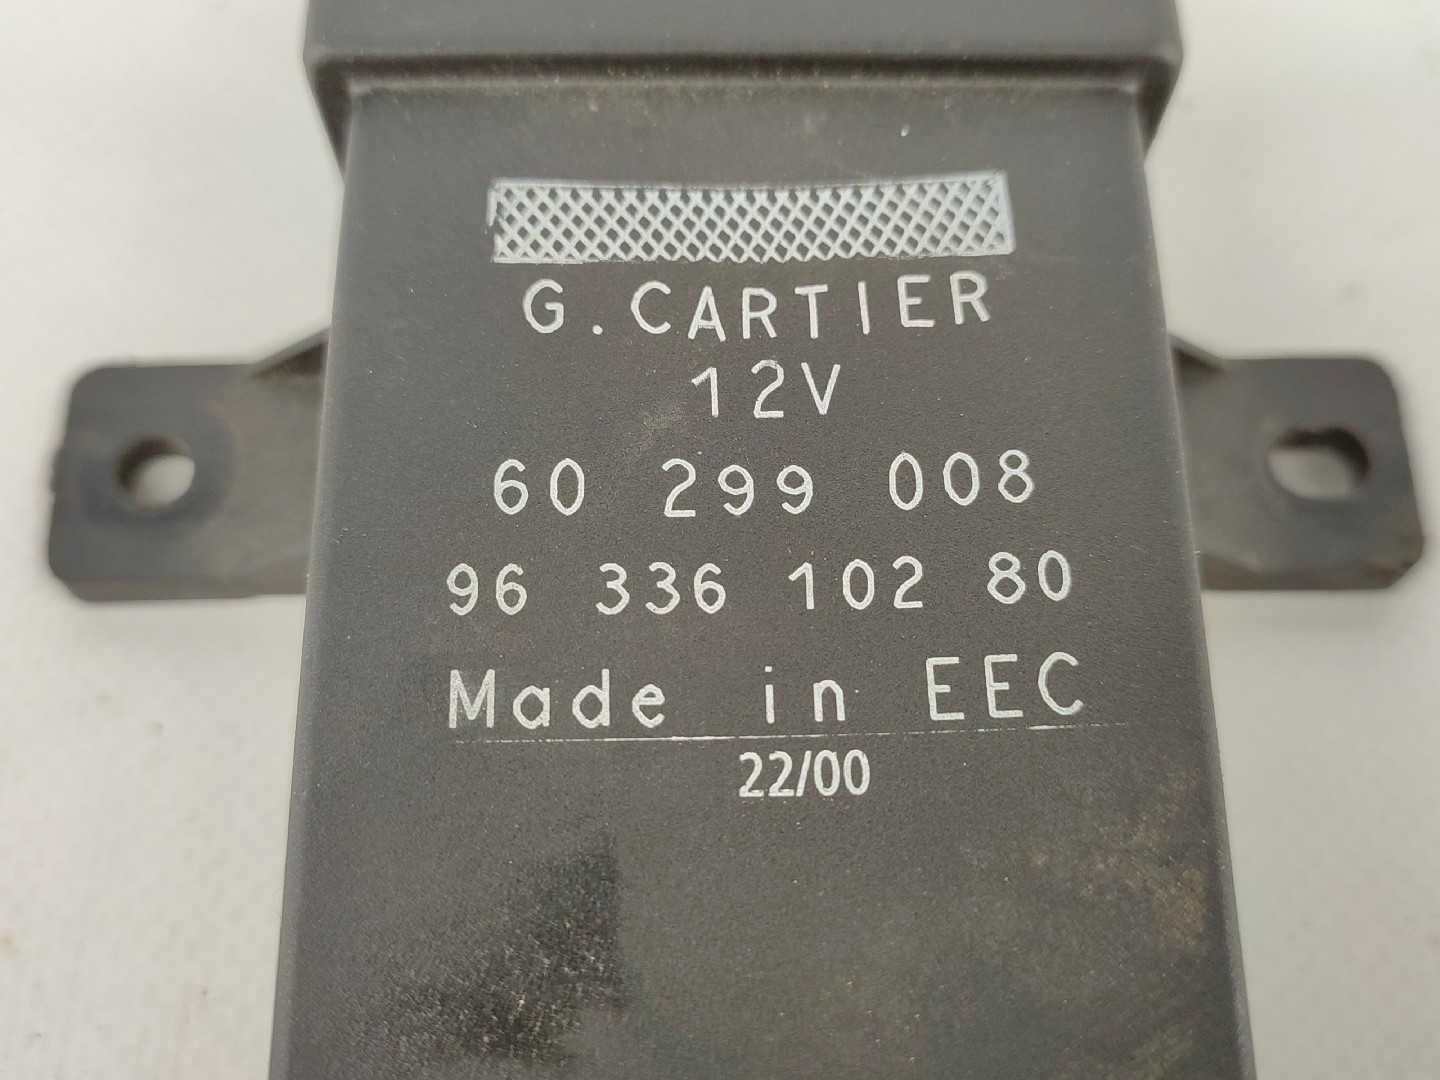 G. CARTIER
12V
60 299 008
96 336 102 80
Made in EEC
22/00